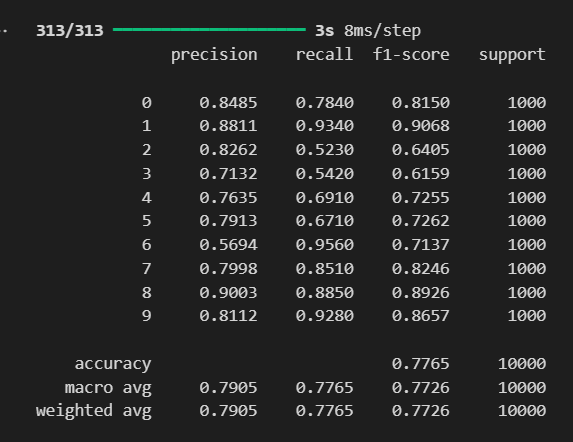 313/313 ━━━━━━━━━━━━━━━━━━━━ 3s 8ms/step
precision recall f1-score support
0 0.8485 0.7840 0.8150 1000
1 0.8811 0.9340 0.9068 1000
2 0.8262 0.5230 0.6405 1000
3 0.7132 0.5420 0.6159 1000
4 0.7635 0.6910 0.7255 1000
5 0.7913 0.6710 0.7262 1000
6 0.5694 0.9560 0.7137 1000
7 0.7998 0.8510 0.8246 1000
8 0.9003 0.8850 0.8926 1000
9 0.8112 0.9280 0.8657 1000
accuracy 0.7765 10000
macro avg 0.7905 0.7765 0.7726 10000
weighted avg 0.7905 0.7765 0.7726 10000